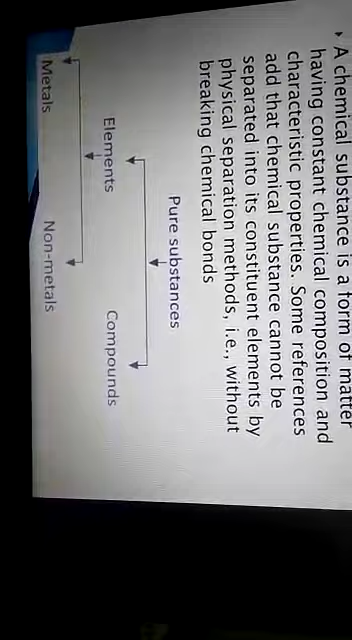 A chemical substance is a form of matter
having constant chemical composition and
characteristic properties. Some references
add that chemical substance cannot be
separated into its constituent elements by
physical separation methods, i.e., without
breaking chemical bonds
Pure substances
Elements
Compounds
Metals
Non-metals